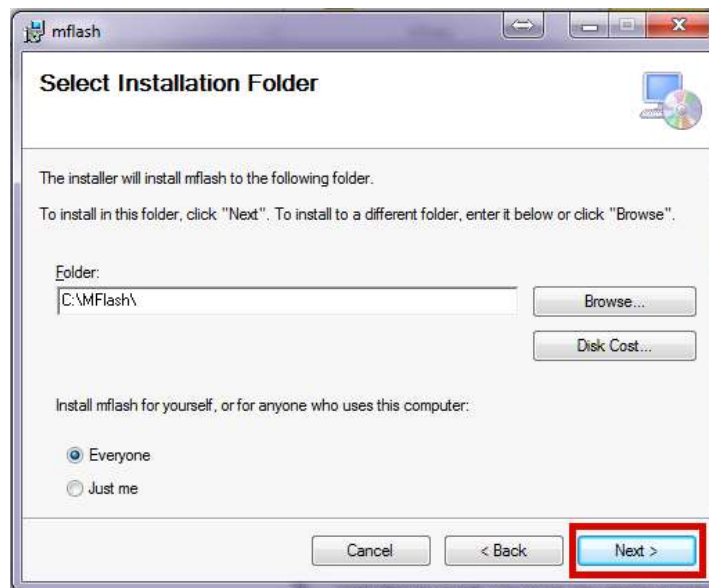 mflash
Select Installation Folder
The installer will install mflash to the following folder.
To install in this folder, click "Next". To install to a different folder, enter it below or click "Browse".
Folder:
C:\MFlash\
Browse...
Disk Cost...
Install mflash for yourself, or for anyone who uses this computer:
Everyone
Just me
Cancel
< Back
Next >